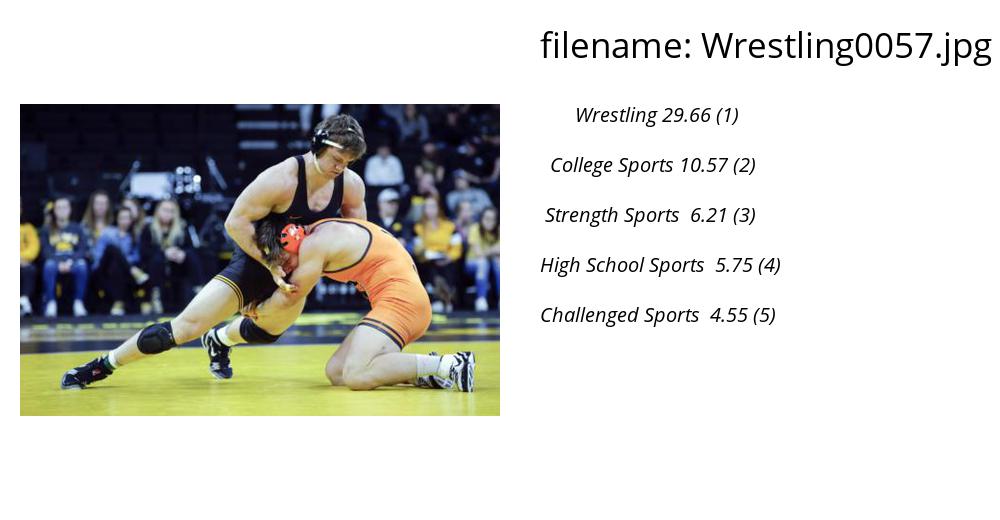 filename: Wrestling0057.jpg
Wrestling 29.66 (1)
College Sports 10.57 (2)
Strength Sports 6.21 (3)
High School Sports 5.75 (4)
Challenged Sports 4.55 (5)